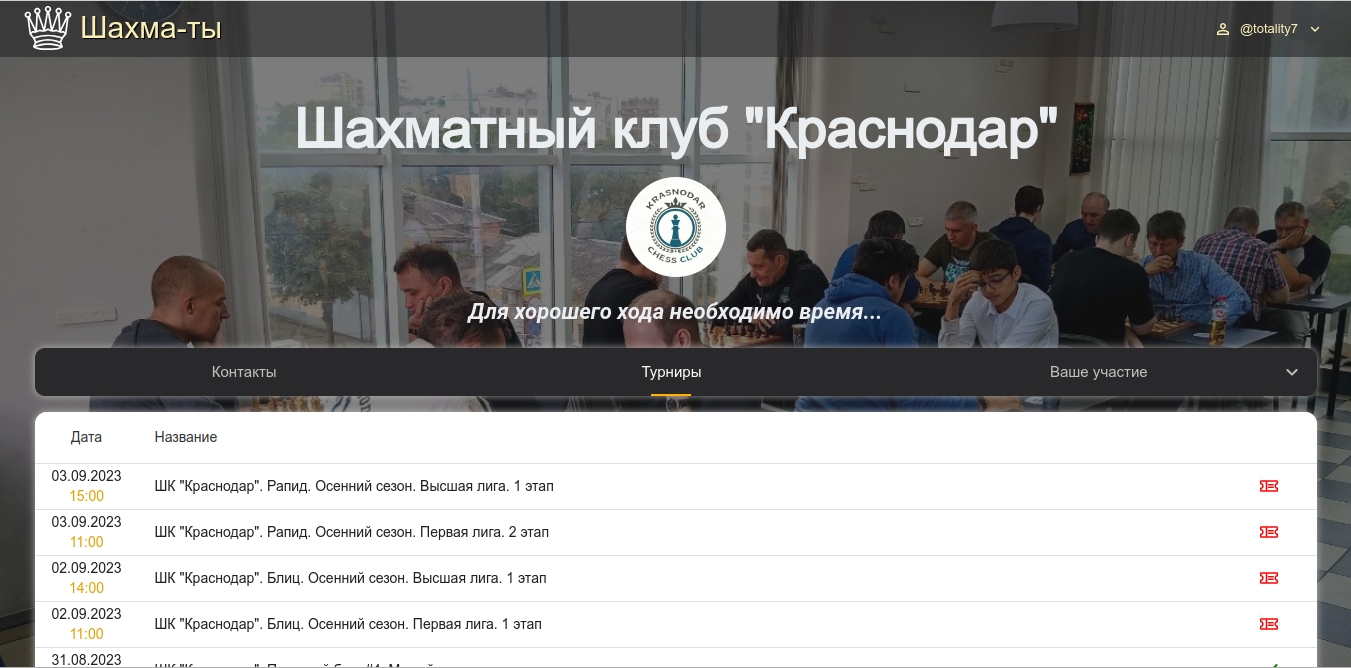 Шахма-ты
@totality7
Шахматный клуб "Краснодар"
KRASNODAR
CHESS CLUB
Для хорошего хода необходимо время...
Контакты
Турниры
Ваше участие
Дата Название
03.09.2023
15:00
ШК "Краснодар". Рапид. Осенний сезон. Высшая лига. 1 этап
03.09.2023
11:00
ШК "Краснодар". Рапид. Осенний сезон. Первая лига. 2 этап
02.09.2023
14:00
ШК "Краснодар". Блиц. Осенний сезон. Высшая лига. 1 этап
02.09.2023
11:00
ШК "Краснодар". Блиц. Осенний сезон. Первая лига. 1 этап
31.08.2023